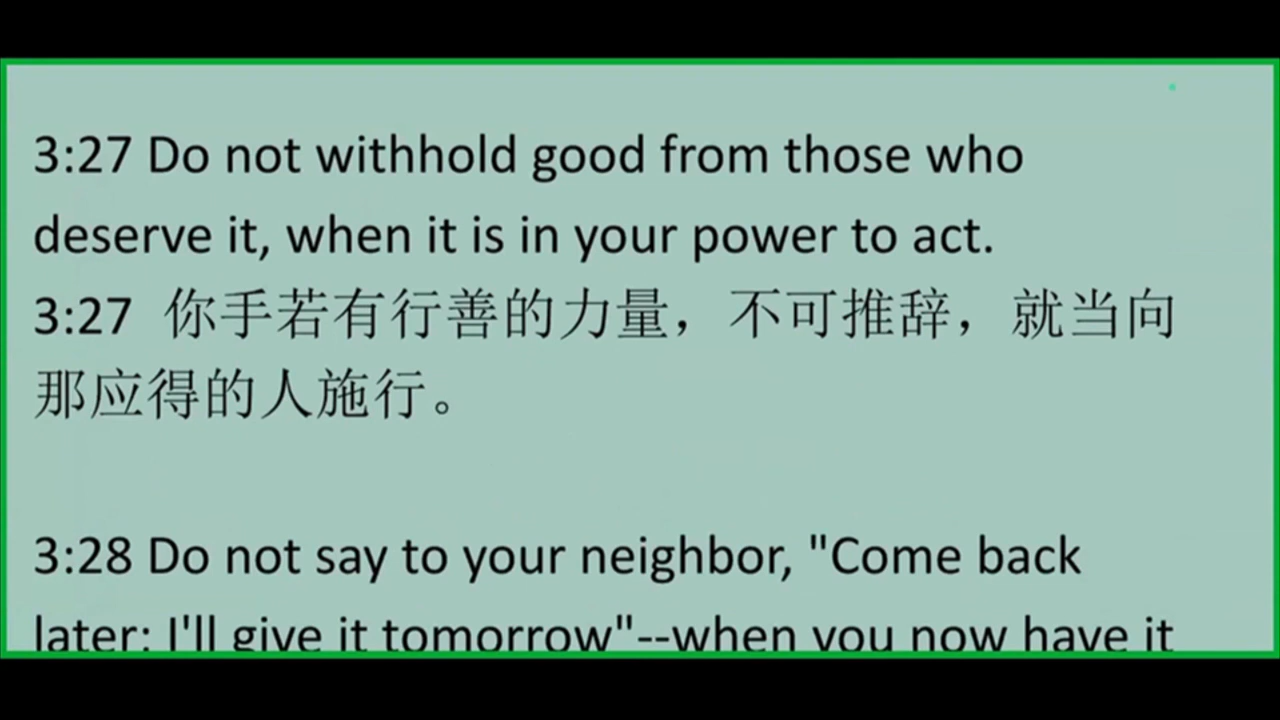 3:27 Do not withhold good from those who
deserve it, when it is in your power to act.
3:27 你手若有行善的力量，不可推辞，就当向
那应得的人施行。
3:28 Do not say to your neighbor, "Come back
later; I'll give it tomorrow"--when you now have it